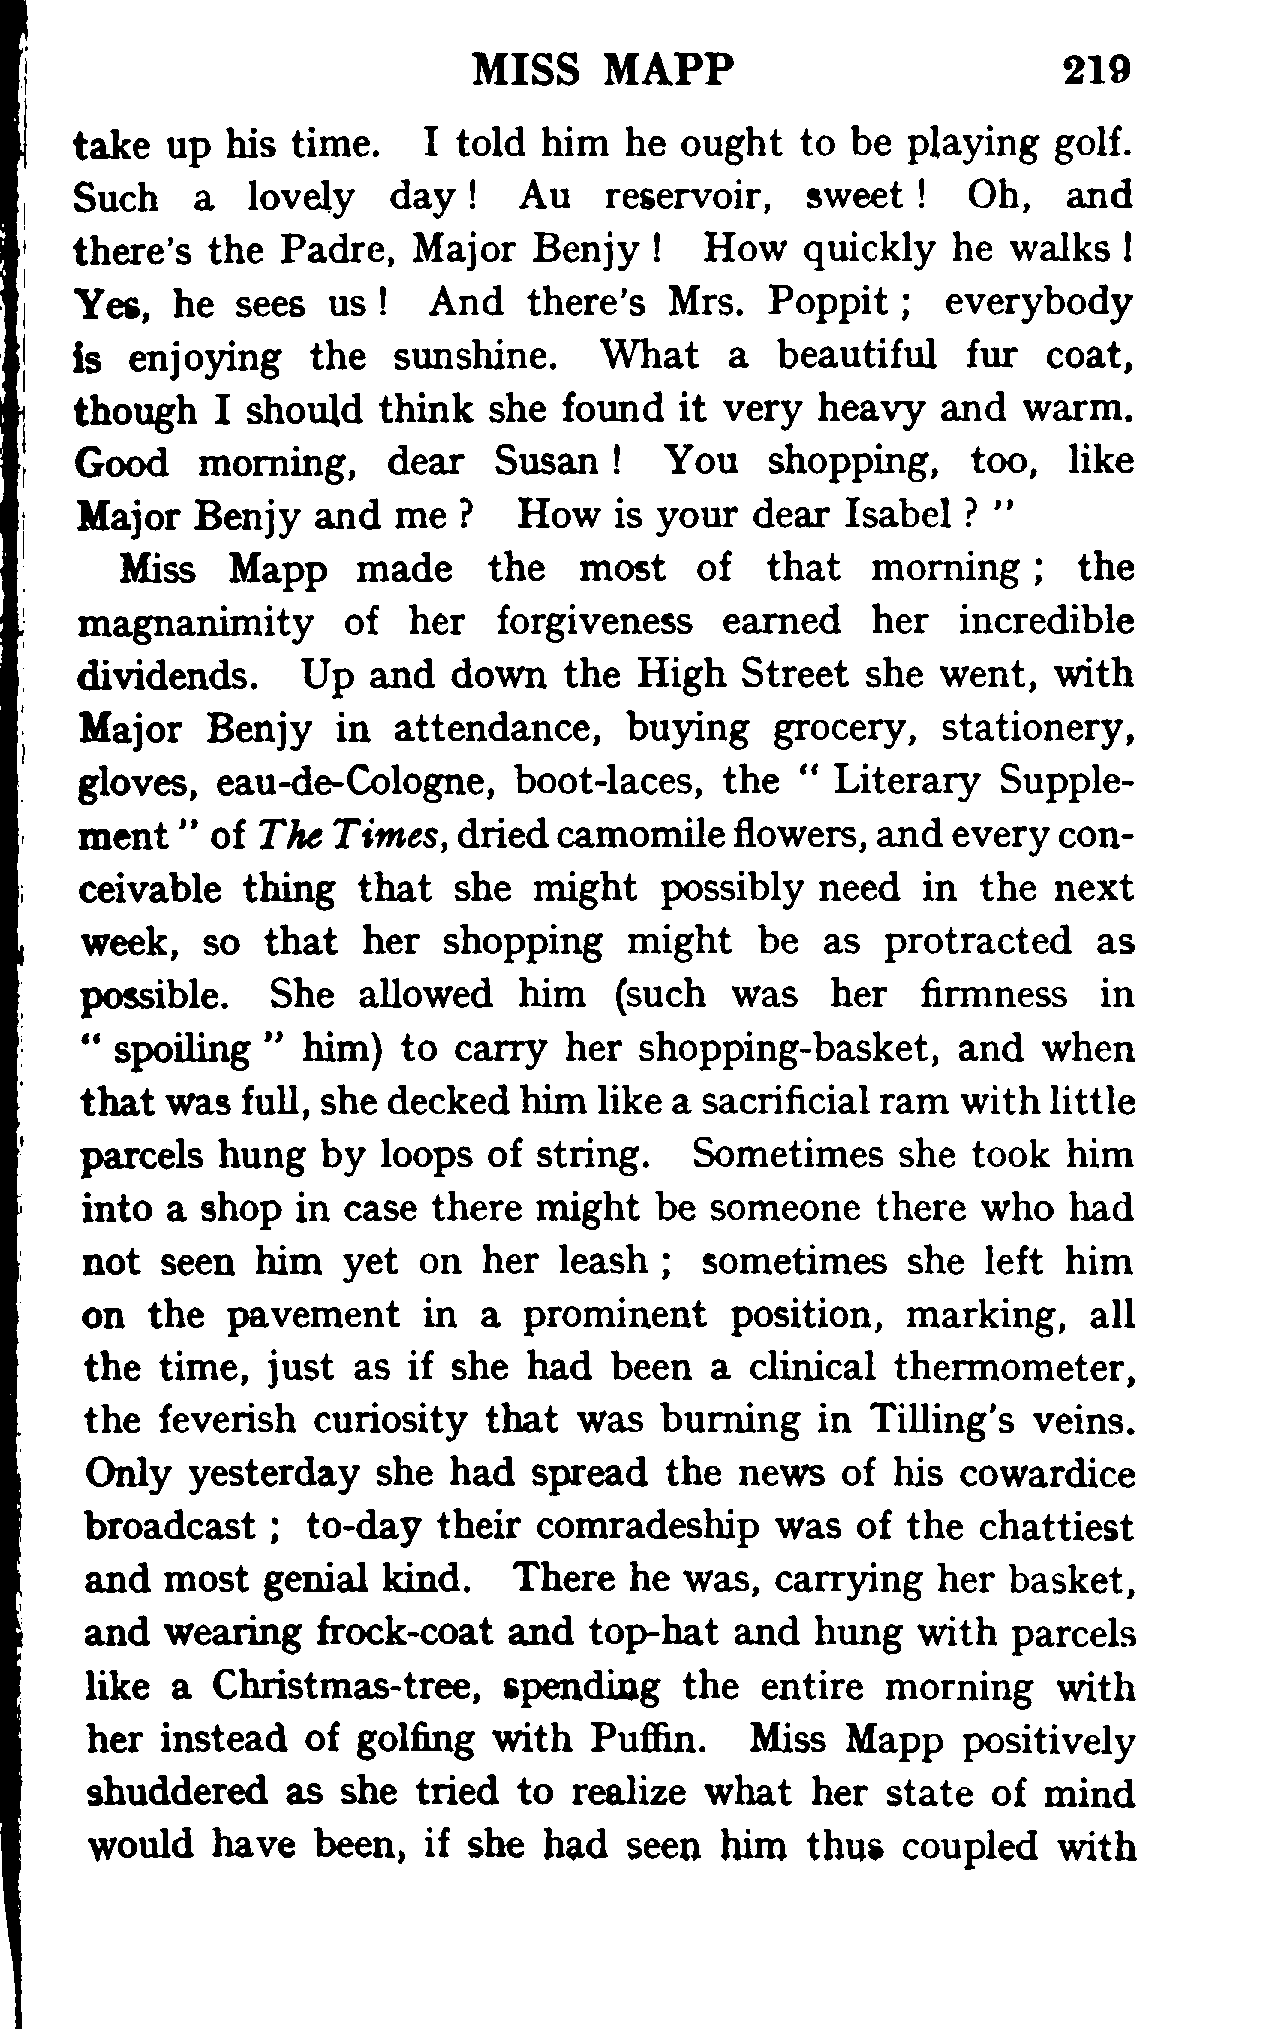 MISS MAPP 219
take up his time. I told him he ought to be playing golf.
Such a lovely day ! Au reservoir, sweet ! Oh, and
there's the Padre, Major Benjy ! How quickly he walks !
Yes, he sees us ! And there's Mrs. Poppit ; everybody
is enjoying the sunshine. What a beautiful fur coat,
though I should think she found it very heavy and warm.
Good morning, dear Susan ! You shopping, too, like
Major Benjy and me ? How is your dear Isabel ? "
Miss Mapp made the most of that morning ; the
magnanimity of her forgiveness earned her incredible
dividends. Up and down the High Street she went, with
Major Benjy in attendance, buying grocery, stationery,
gloves, eau-de-Cologne, boot-laces, the " Literary Supple-
ment " of The Times, dried camomile flowers, and every con-
ceivable thing that she might possibly need in the next
week, so that her shopping might be as protracted as
possible. She allowed him (such was her firmness in
" spoiling " him) to carry her shopping-basket, and when
that was full, she decked him like a sacrificial ram with little
parcels hung by loops of string. Sometimes she took him
into a shop in case there might be someone there who had
not seen him yet on her leash ; sometimes she left him
on the pavement in a prominent position, marking, all
the time, just as if she had been a clinical thermometer,
the feverish curiosity that was burning in Tilling's veins.
Only yesterday she had spread the news of his cowardice
broadcast ; to-day their comradeship was of the chattiest
and most genial kind. There he was, carrying her basket,
and wearing frock-coat and top-hat and hung with parcels
like a Christmas-tree, spending the entire morning with
her instead of golfing with Puffin. Miss Mapp positively
shuddered as she tried to realize what her state of mind
would have been, if she had seen him thus coupled with